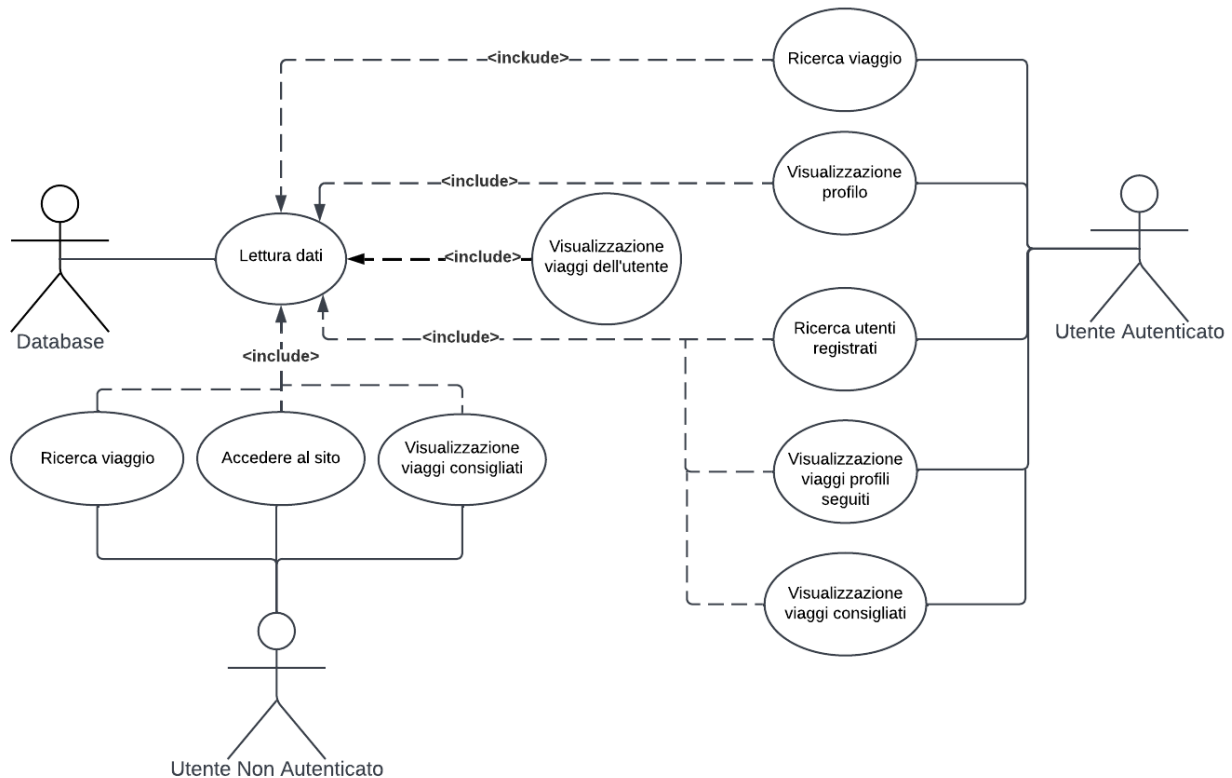 <inckude>
Ricerca viaggio
<include>
Visualizzazione
profilo
Lettura dati
<include>
Visualizzazione
viaggi dell'utente
Database
Utente Autenticato
<include>
Ricerca utenti
registrati
<include>
Ricerca viaggio
Accedere al sito
Visualizzazione
viaggi consigliati
Visualizzazione
viaggi profili
seguiti
Visualizzazione
viaggi consigliati
Utente Non Autenticato